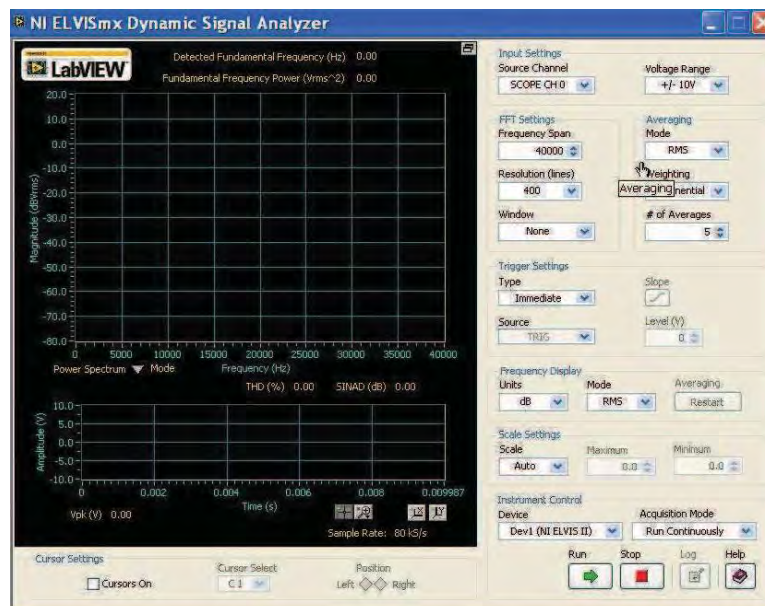 NI ELVISmx Dynamic Signal Analyzer
LabVIEW
Detected Fundamental Frequency (Hz) 0.00
Fundamental Frequency Power (Vrms^2) 0.00
Magnitude (dBVrms)
20.0
10.0
0.0
-10.0
-20.0
-30.0
-40.0
-50.0
-60.0
-70.0
-80.0
0 5000 10000 15000 20000 25000 30000 35000 40000
Power Spectrum Mode Frequency (Hz)
THD (%) 0.00 SINAD (dB) 0.00
Amplitude (V)
10.0
5.0
0.0
-5.0
-10.0
0 0.002 0.004 0.006 0.008 0.009987
Vpk (V) 0.00 Time (s)
Sample Rate: 80 kS/s
Cursor Settings
Cursors On
Cursor Select
C1
Position
Left Right
Input Settings
Source Channel Voltage Range
SCOPE CH 0 +/- 10V
FFT Settings
Frequency Span
40000
Resolution (lines)
400
Window
None
Averaging
Mode
RMS
Weighting
Averaging nential
# of Averages
5
Trigger Settings
Type Slope
Immediate
Source Level (V)
TRIG 0
Frequency Display
Units Mode Averaging
dB RMS Restart
Scale Settings
Scale Maximum Minimum
Auto 0.0 0.0
Instrument Control
Device Acquisition Mode
Dev1 (NI ELVIS II) Run Continuously
Run Stop Log Help